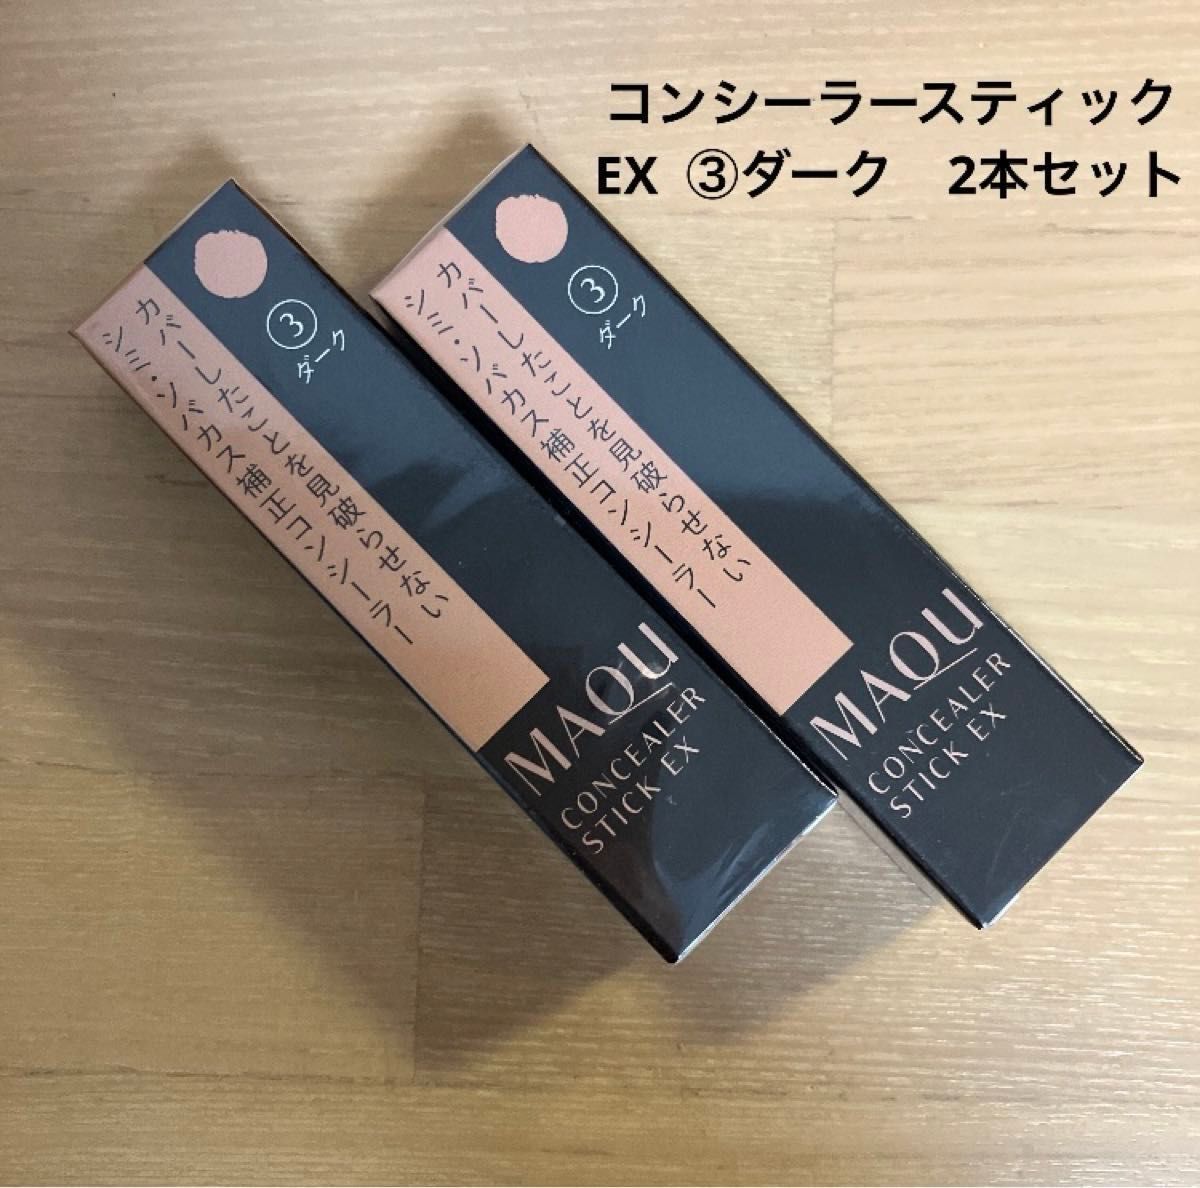 コンシーラースティック
EX ③ダーク　2本セット
③
ダーク
カバーしたことを見破らせない
シミ・ソバカス補正コンシーラー
MAQU
CONCEALER
STICK EX
③
ダーク
カバーしたことを見破らせない
シミ・ソバカス補正コンシーラー
MAQU
CONCEALER
STICK EX